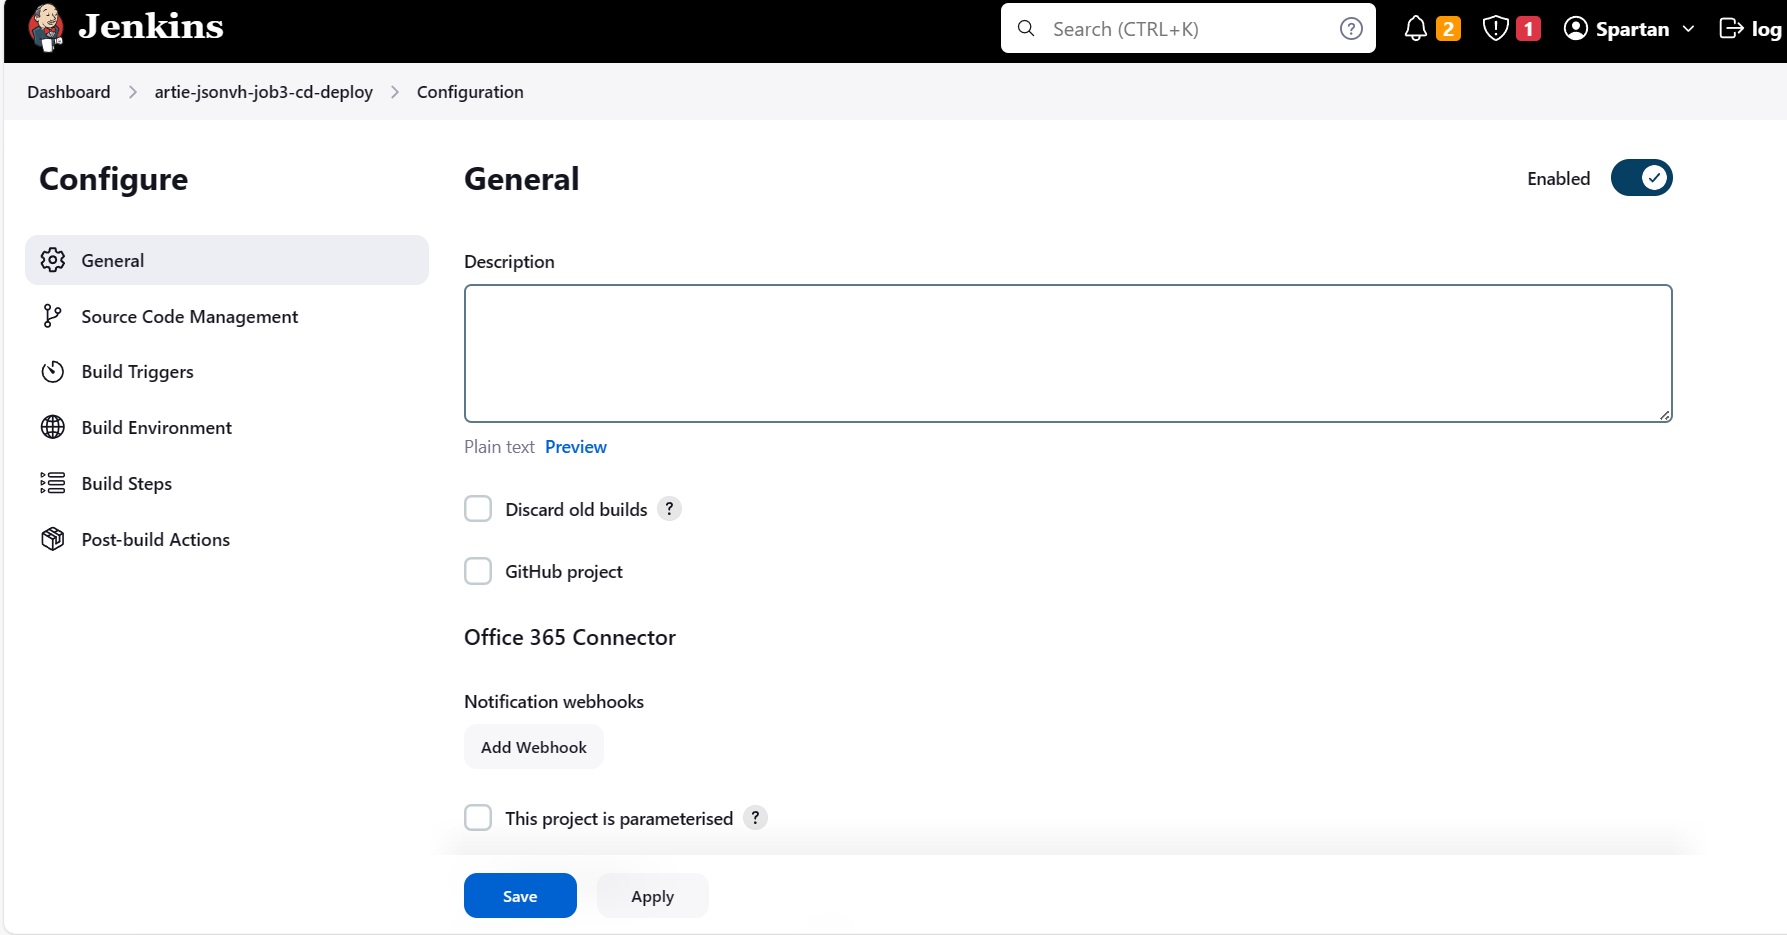 Jenkins
Search (CTRL+K)
?
2
1
Spartan
log
Dashboard
artie-jsonvh-job3-cd-deploy
Configuration
Configure
General
Source Code Management
Build Triggers
Build Environment
Build Steps
Post-build Actions
General
Enabled
Description
Plain text Preview
Discard old builds ?
GitHub project
Office 365 Connector
Notification webhooks
Add Webhook
This project is parameterised ?
Save
Apply